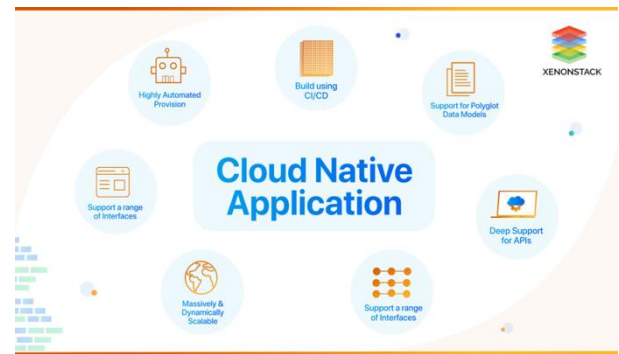 XENONSTACK
Highly Automated
Provision
Build using
CI/CD
Support for Polyglot
Data Models
Cloud Native
Application
Support a range
of Interfaces
Deep Support
for APIs
Massively &
Dynamically
Scalable
Support a range
of Interfaces